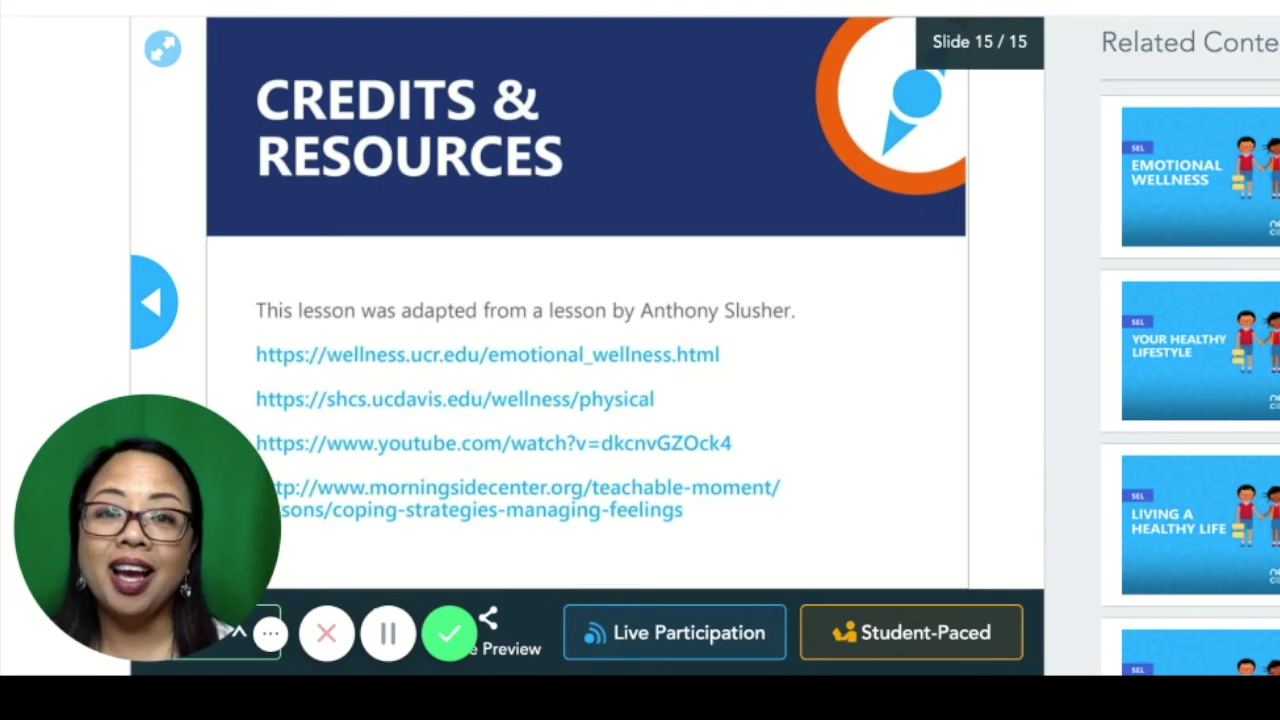 Slide 15 / 15
Related Conte
CREDITS &
RESOURCES
This lesson was adapted from a lesson by Anthony Slusher.
https://wellness.ucr.edu/emotional_wellness.html
https://shcs.ucdavis.edu/wellness/physical
https://www.youtube.com/watch?v=dkcnvGZOck4
tp://www.morningsidecenter.org/teachable-moment/
sons/coping-strategies-managing-feelings
SEL
EMOTIONAL
WELLNESS
SEL
YOUR HEALTHY
LIFESTYLE
SEL
LIVING A
HEALTHY LIFE
SEL
e Preview
Live Participation
Student-Paced